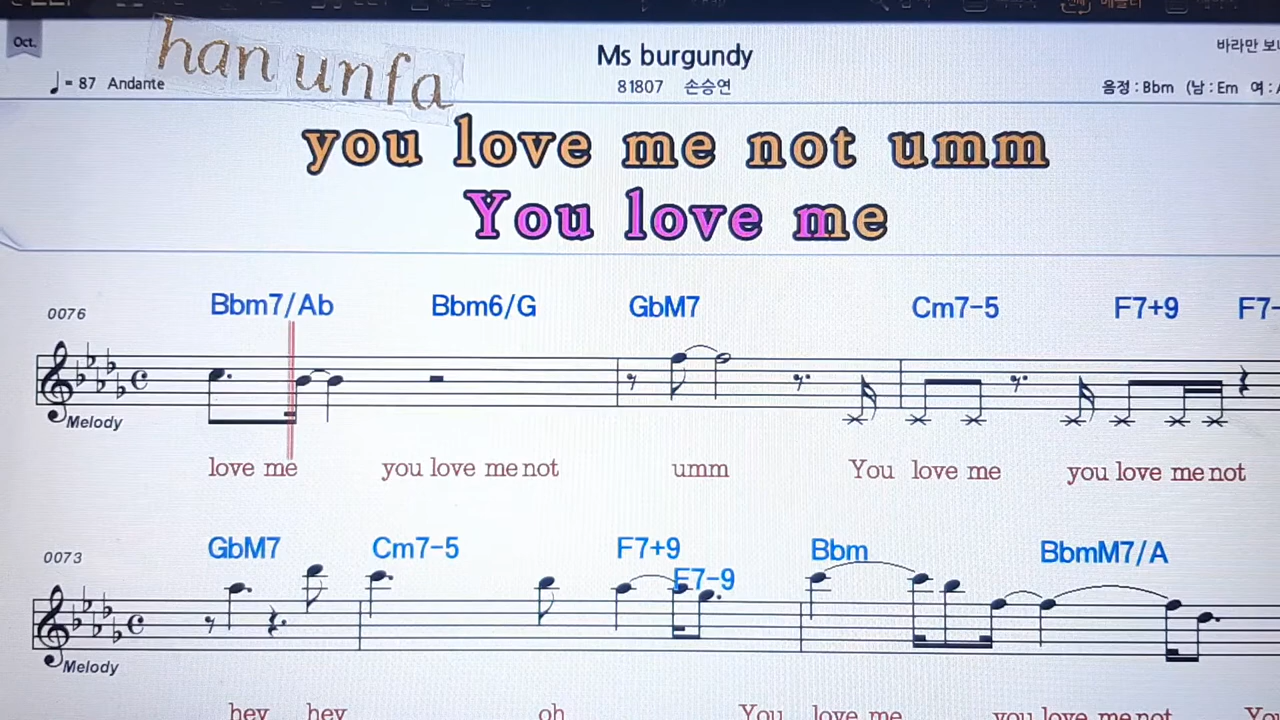 Oct.
han unfa
Ms burgundy
바라만 보
♩= 87 Andante
81807 손승연
음정 : Bbm (남 : Em 여 : A
you love me not umm
You love me
0076
Bbm7/Ab Bbm6/G GbM7 Cm7-5 F7+9 F7-
Melody
love me you love me not umm You love me you love me not
0073
GbM7 Cm7-5 F7+9 F7-9 Bbm BbmM7/A
Melody
hey hey oh You love me you love me not You